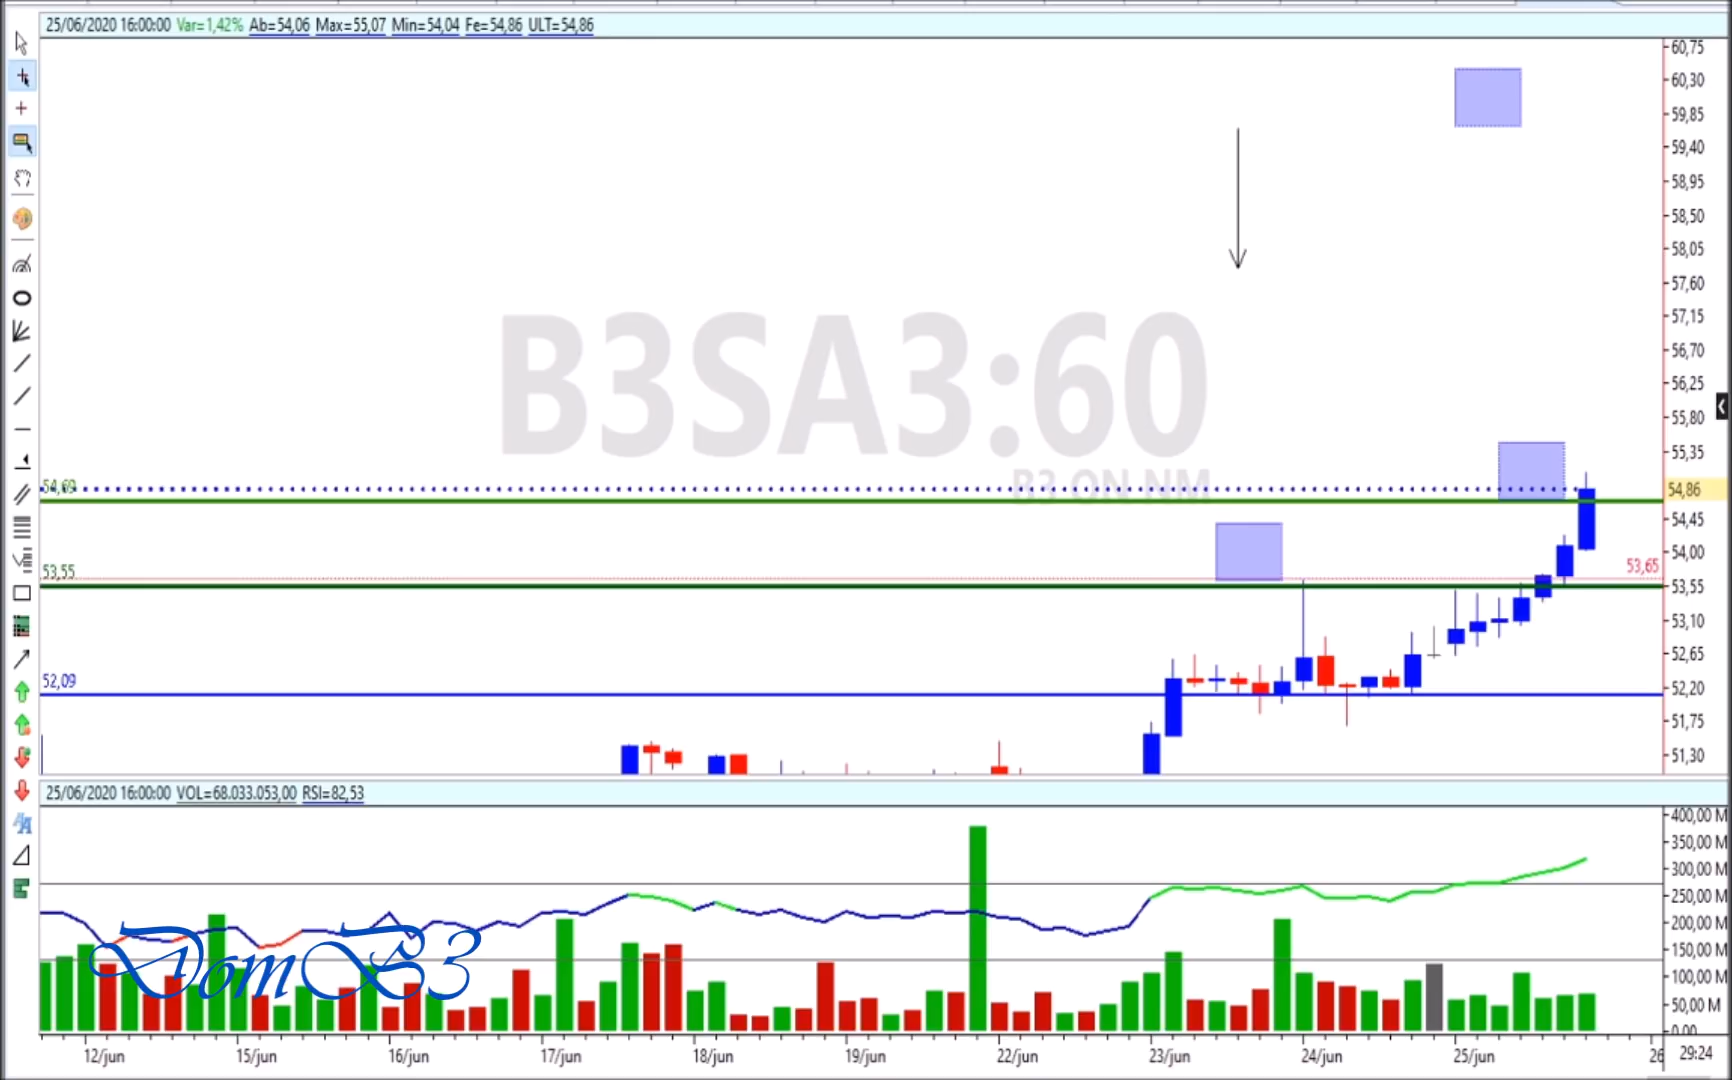 25/06/2020 16:00:00 Var=1,42% Ab=54,06 Max=55,07 Min=54,04 Fe=54,86 ULT=54,86
60,75
60,30
59,85
59,40
58,95
58,50
58,05
57,60
57,15
56,70
56,25
55,80
55,35
54,86
54,45
54,00
53,65
53,55
53,10
52,65
52,20
51,75
51,30
B3SA3:60
B3 ON NM
54,69
53,55
52,09
25/06/2020 16:00:00 VOL=68.033.053,00 RSI=82,53
400,00 M
350,00 M
300,00 M
250,00 M
200,00 M
150,00 M
100,00 M
50,00 M
0,00
DomB3
12/jun 15/jun 16/jun 17/jun 18/jun 19/jun 22/jun 23/jun 24/jun 25/jun 26 29:24